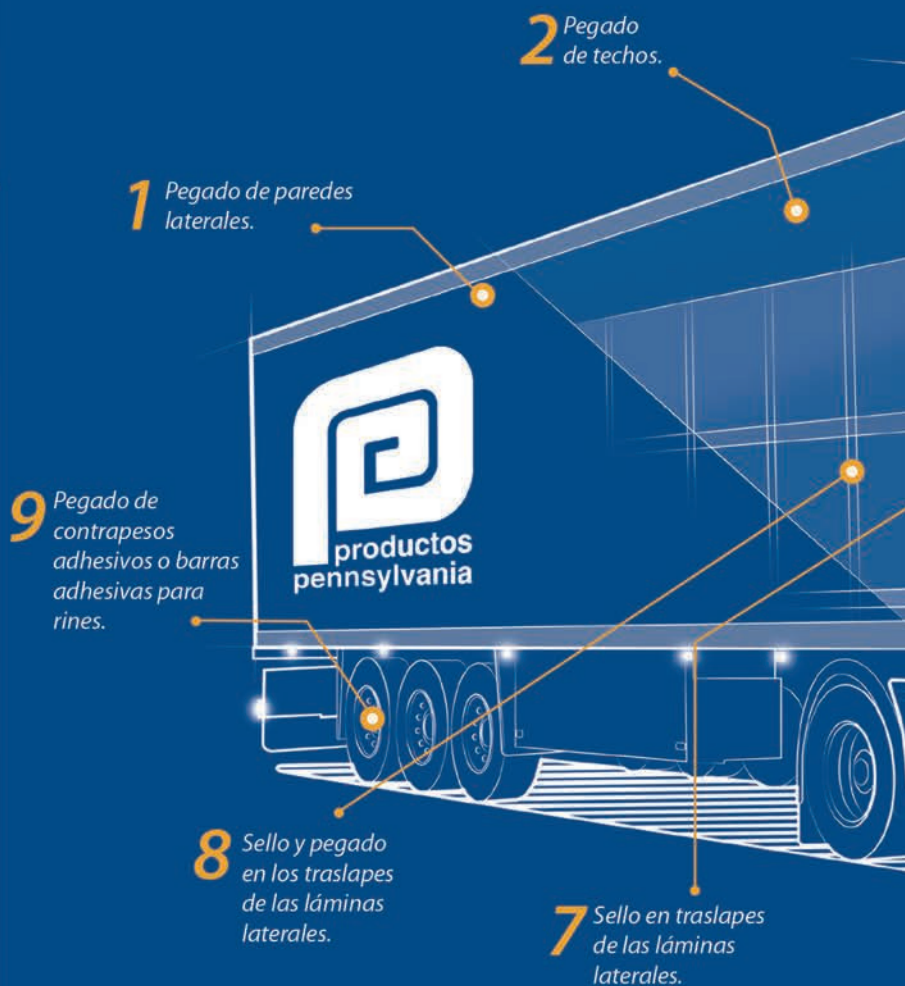 2 Pegado
de techos.
1 Pegado de paredes
laterales.
productos
pennsylvania
9 Pegado de
contrapesos
adhesivos o barras
adhesivas para
rines.
8 Sello y pegado
en los traslapes
de las láminas
laterales.
7 Sello en traslapes
de las láminas
laterales.